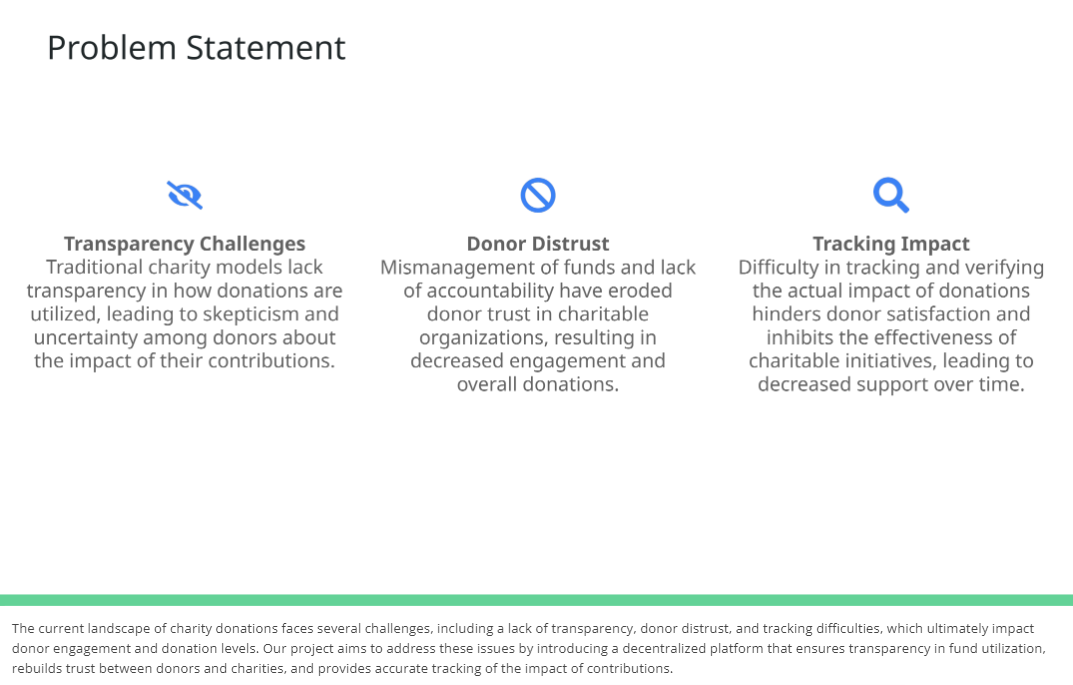 Problem Statement
Transparency Challenges
Traditional charity models lack
transparency in how donations are
utilized, leading to skepticism and
uncertainty among donors about
the impact of their contributions.
Donor Distrust
Mismanagement of funds and lack
of accountability have eroded
donor trust in charitable
organizations, resulting in
decreased engagement and
overall donations.
Tracking Impact
Difficulty in tracking and verifying
the actual impact of donations
hinders donor satisfaction and
inhibits the effectiveness of
charitable initiatives, leading to
decreased support over time.
The current landscape of charity donations faces several challenges, including a lack of transparency, donor distrust, and tracking difficulties, which ultimately impact
donor engagement and donation levels. Our project aims to address these issues by introducing a decentralized platform that ensures transparency in fund utilization,
rebuilds trust between donors and charities, and provides accurate tracking of the impact of contributions.